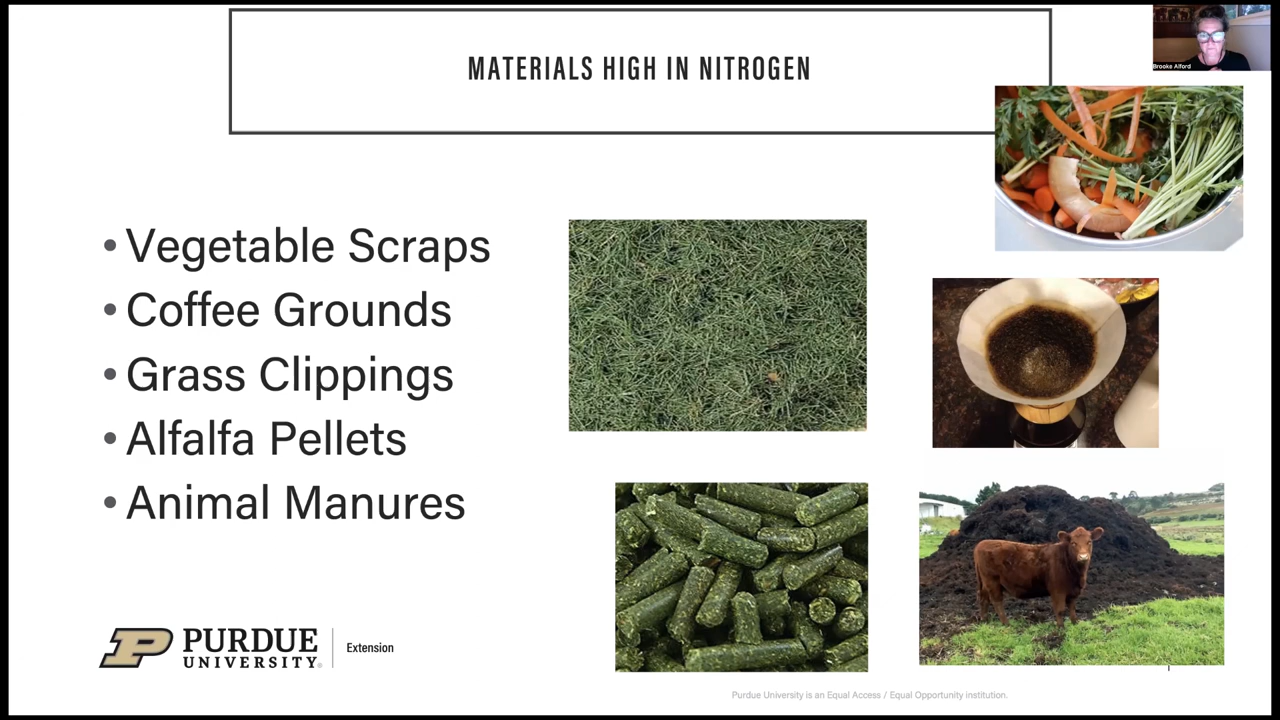 MATERIALS HIGH IN NITROGEN
Brooke Alford
• Vegetable Scraps
• Coffee Grounds
• Grass Clippings
• Alfalfa Pellets
• Animal Manures
P PURDUE UNIVERSITY® Extension
Purdue University is an Equal Access / Equal Opportunity institution.